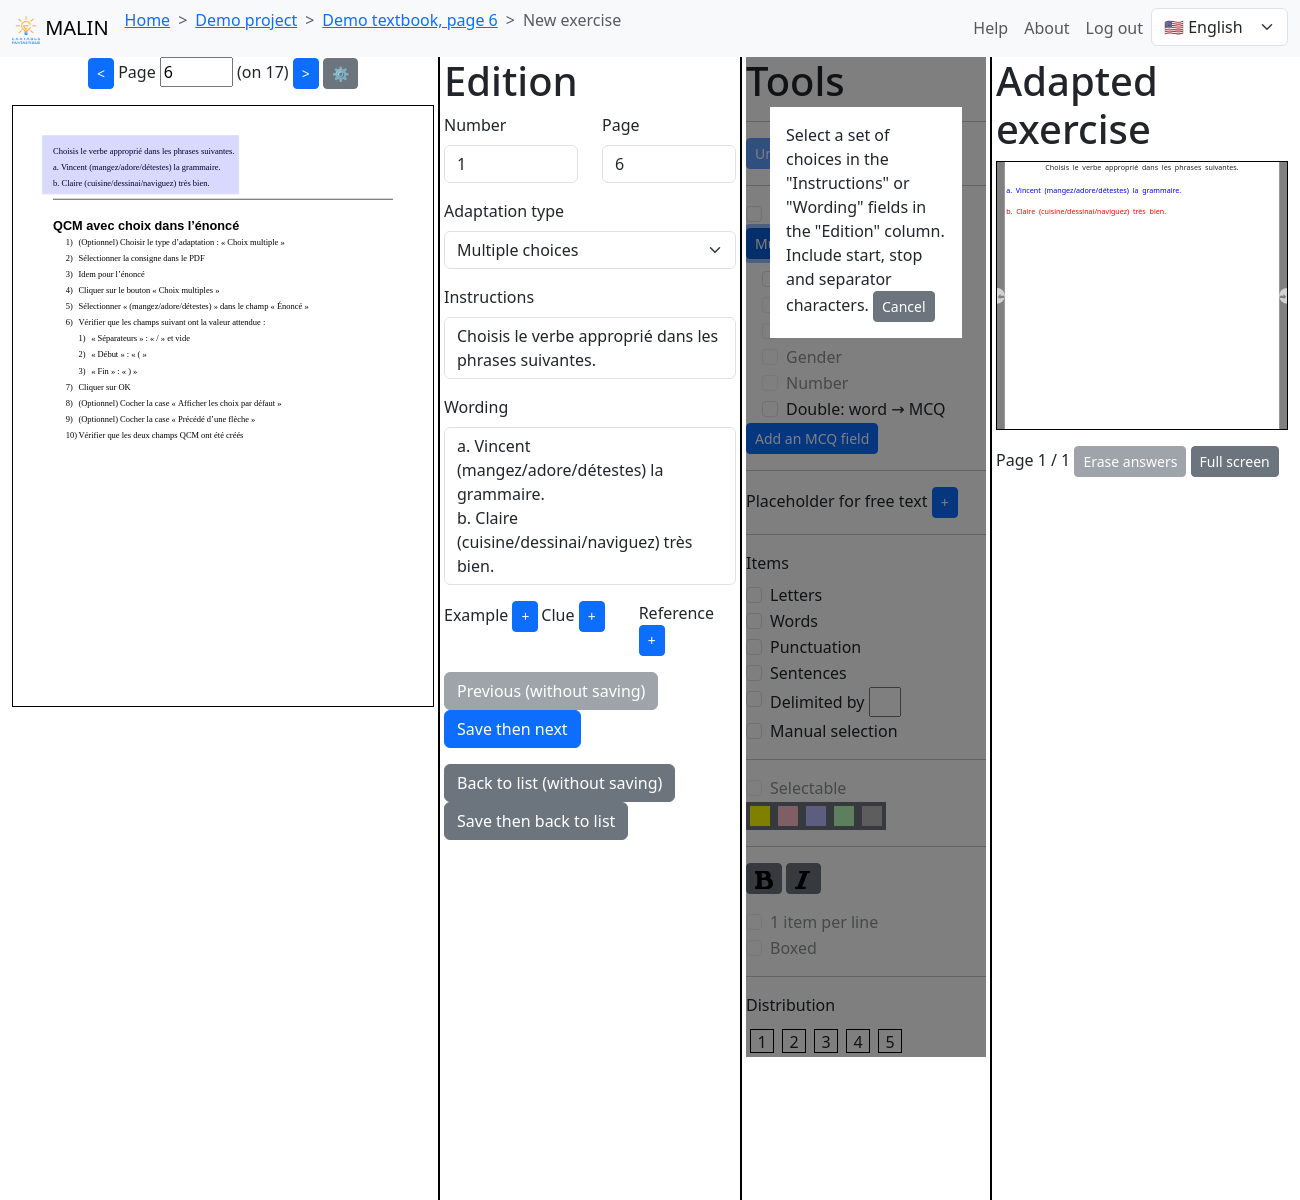 MALIN
Home > Demo project > Demo textbook, page 6 > New exercise
Help About Log out 🇺🇸 English
< Page 6 (on 17) > ⚙️
Choisis le verbe approprié dans les phrases suivantes.
a. Vincent (mangez/adore/détestes) la grammaire.
b. Claire (cuisine/dessinai/naviguez) très bien.
QCM avec choix dans l’énoncé
1) (Optionnel) Choisir le type d’adaptation : « Choix multiple »
2) Sélectionner la consigne dans le PDF
3) Idem pour l’énoncé
4) Cliquer sur le bouton « Choix multiples »
5) Sélectionner « (mangez/adore/détestes) » dans le champ « Énoncé »
6) Vérifier que les champs suivant ont la valeur attendue :
1) « Séparateurs » : « / » et vide
2) « Début » : « ( »
3) « Fin » : « ) »
7) Cliquer sur OK
8) (Optionnel) Cocher la case « Afficher les choix par défaut »
9) (Optionnel) Cocher la case « Précédé d’une flèche »
10) Vérifier que les deux champs QCM ont été créés
Edition
Number Page
1 6
Adaptation type
Multiple choices
Instructions
Choisis le verbe approprié dans les
phrases suivantes.
Wording
a. Vincent
(mangez/adore/détestes) la
grammaire.
b. Claire
(cuisine/dessinai/naviguez) très
bien.
Example + Clue + Reference
+
Previous (without saving)
Save then next
Back to list (without saving)
Save then back to list
Tools
Select a set of
choices in the
"Instructions" or
"Wording" fields in
the "Edition" column.
Include start, stop
and separator
characters. Cancel
Gender
Number
Double: word → MCQ
Add an MCQ field
Placeholder for free text +
Items
Letters
Words
Punctuation
Sentences
Delimited by
Manual selection
Selectable
B I
1 item per line
Boxed
Distribution
1 2 3 4 5
Adapted
exercise
Choisis le verbe approprié dans les phrases suivantes.
a. Vincent (mangez/adore/détestes) la grammaire.
b. Claire (cuisine/dessinai/naviguez) très bien.
Page 1 / 1 Erase answers Full screen